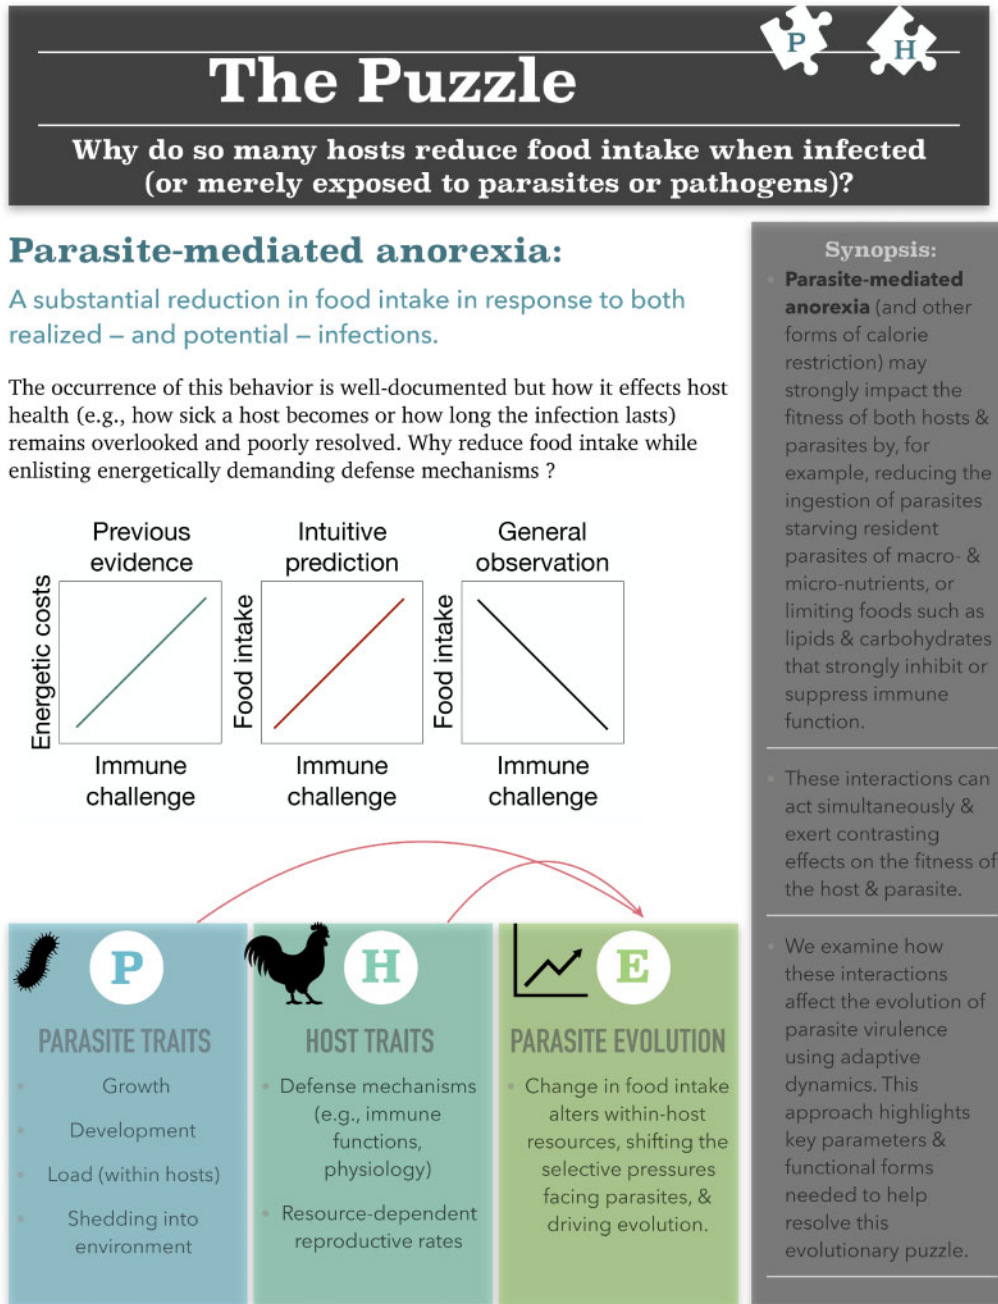 P
H
The Puzzle
Why do so many hosts reduce food intake when infected
(or merely exposed to parasites or pathogens)?
Parasite-mediated anorexia:
A substantial reduction in food intake in response to both
realized – and potential – infections.
The occurrence of this behavior is well-documented but how it effects host
health (e.g., how sick a host becomes or how long the infection lasts)
remains overlooked and poorly resolved. Why reduce food intake while
enlisting energetically demanding defense mechanisms ?
Previous
evidence
Energetic costs
Immune
challenge
Intuitive
prediction
Food intake
Immune
challenge
General
observation
Food intake
Immune
challenge
P
PARASITE TRAITS
• Growth
• Development
• Load (within hosts)
• Shedding into
environment
H
HOST TRAITS
• Defense mechanisms
(e.g., immune
functions,
physiology)
• Resource-dependent
reproductive rates
E
PARASITE EVOLUTION
• Change in food intake
alters within-host
resources, shifting the
selective pressures
facing parasites, &
driving evolution.
Synopsis:
• Parasite-mediated
anorexia (and other
forms of calorie
restriction) may
strongly impact the
fitness of both hosts &
parasites by, for
example, reducing the
ingestion of parasites
starving resident
parasites of macro- &
micro-nutrients, or
limiting foods such as
lipids & carbohydrates
that strongly inhibit or
suppress immune
function.
• These interactions can
act simultaneously &
exert contrasting
effects on the fitness of
the host & parasite.
• We examine how
these interactions
affect the evolution of
parasite virulence
using adaptive
dynamics. This
approach highlights
key parameters &
functional forms
needed to help
resolve this
evolutionary puzzle.